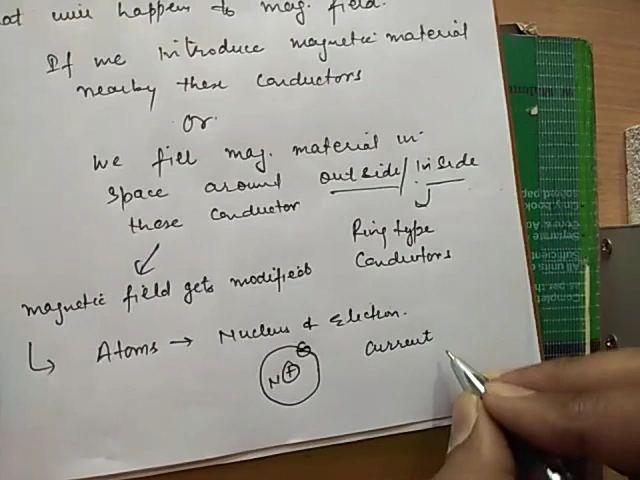 at will happen to mag. field.
If we introduce magnetic material
nearby these conductors
or
we fill mag. material in
space around outside/inside
these conductor
Ring type
Conductors
magnetic field gets modified
Atoms → Nucleus & Electron.
N + e
current